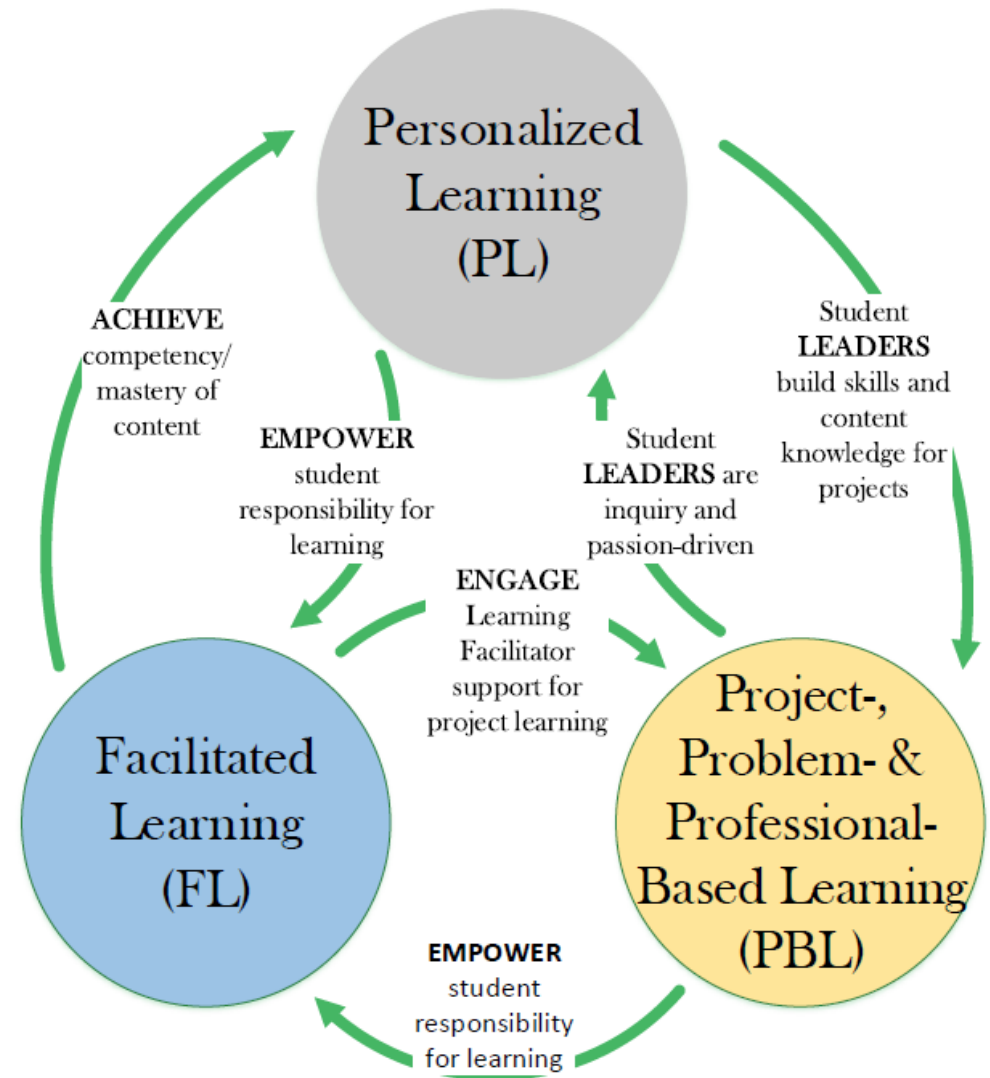 Personalized
Learning
(PL)
ACHIEVE
competency/
mastery of
content
EMPOWER
student
responsibility for
learning
Student
LEADERS are
inquiry and
passion-driven
Student
LEADERS
build skills and
content
knowledge for
projects
ENGAGE
Learning
Facilitator
support for
project learning
Facilitated
Learning
(FL)
Project-,
Problem- &
Professional-
Based Learning
(PBL)
EMPOWER
student
responsibility
for learning